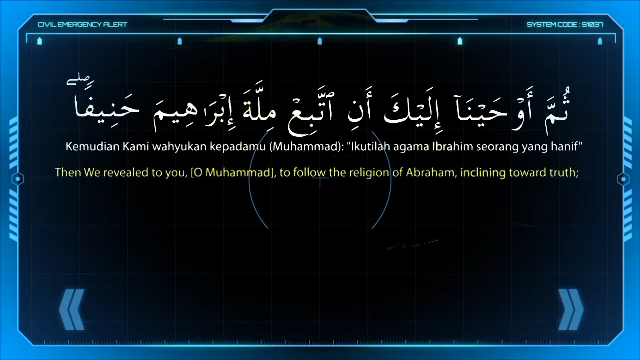 CIVIL EMERGENCY ALERT
SYSTEM CODE : S1037
ثُمَّ أَوْحَيْنَآ إِلَيْكَ أَنِ ٱتَّبِعْ مِلَّةَ إِبْرَٰهِيمَ حَنِيفًاۖ
Kemudian Kami wahyukan kepadamu (Muhammad): "Ikutilah agama Ibrahim seorang yang hanif"
Then We revealed to you, [O Muhammad], to follow the religion of Abraham, inclining toward truth;